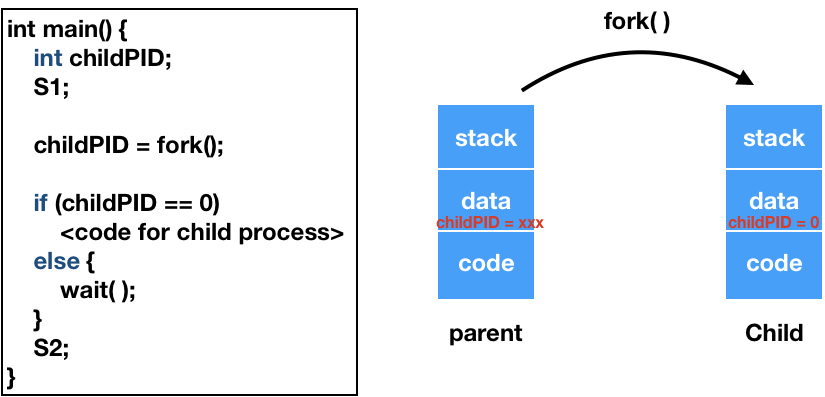 int main() {
int childPID;
S1;
childPID = fork();
if (childPID == 0)
<code for child process>
else {
wait( );
}
S2;
}
fork( )
stack
data
childPID = xxx
code
parent
stack
data
childPID = 0
code
Child